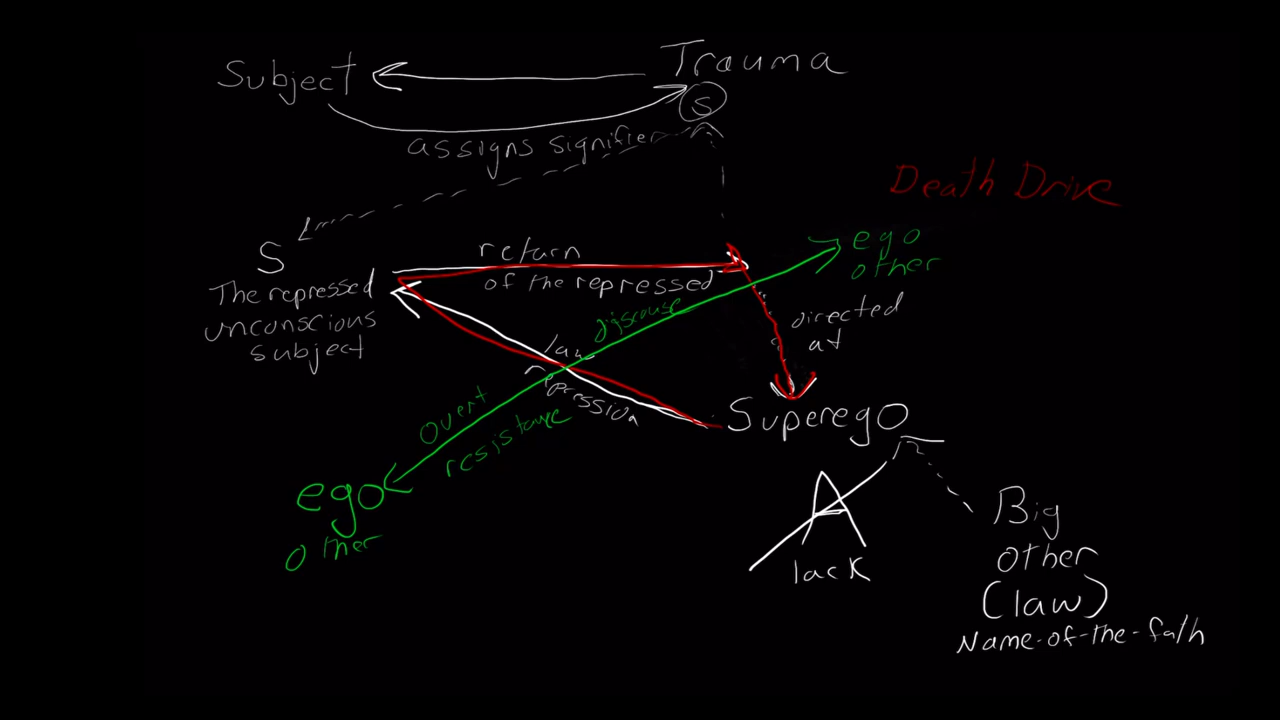 Subject
Trauma
S
assigns signifier
Death Drive
S
The repressed
unconscious
subject
return
of the repressed
ego
other
directed
at
discouse
law
repression
overt
resistance
Superego
ego
other
A
lack
Big
other
(law)
Name-of-the-fath